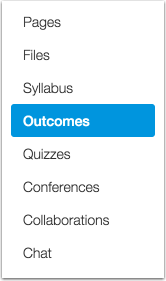 Pages
Files
Syllabus
Outcomes
Quizzes
Conferences
Collaborations
Chat